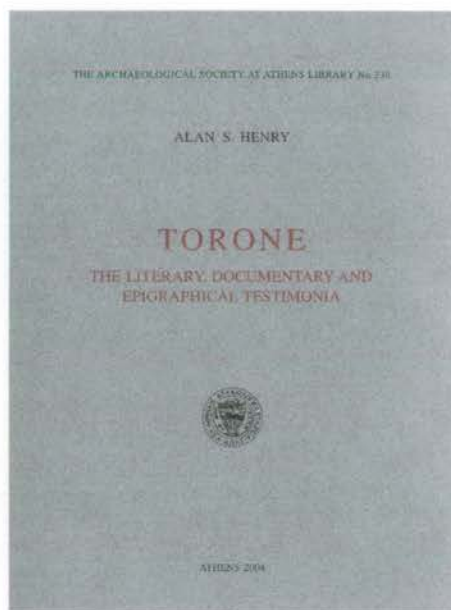 THE ARCHAEOLOGICAL SOCIETY AT ATHENS LIBRARY No 230
ALAN S. HENRY
TORONE
THE LITERARY, DOCUMENTARY AND
EPIGRAPHICAL TESTIMONIA
ATHENS 2004